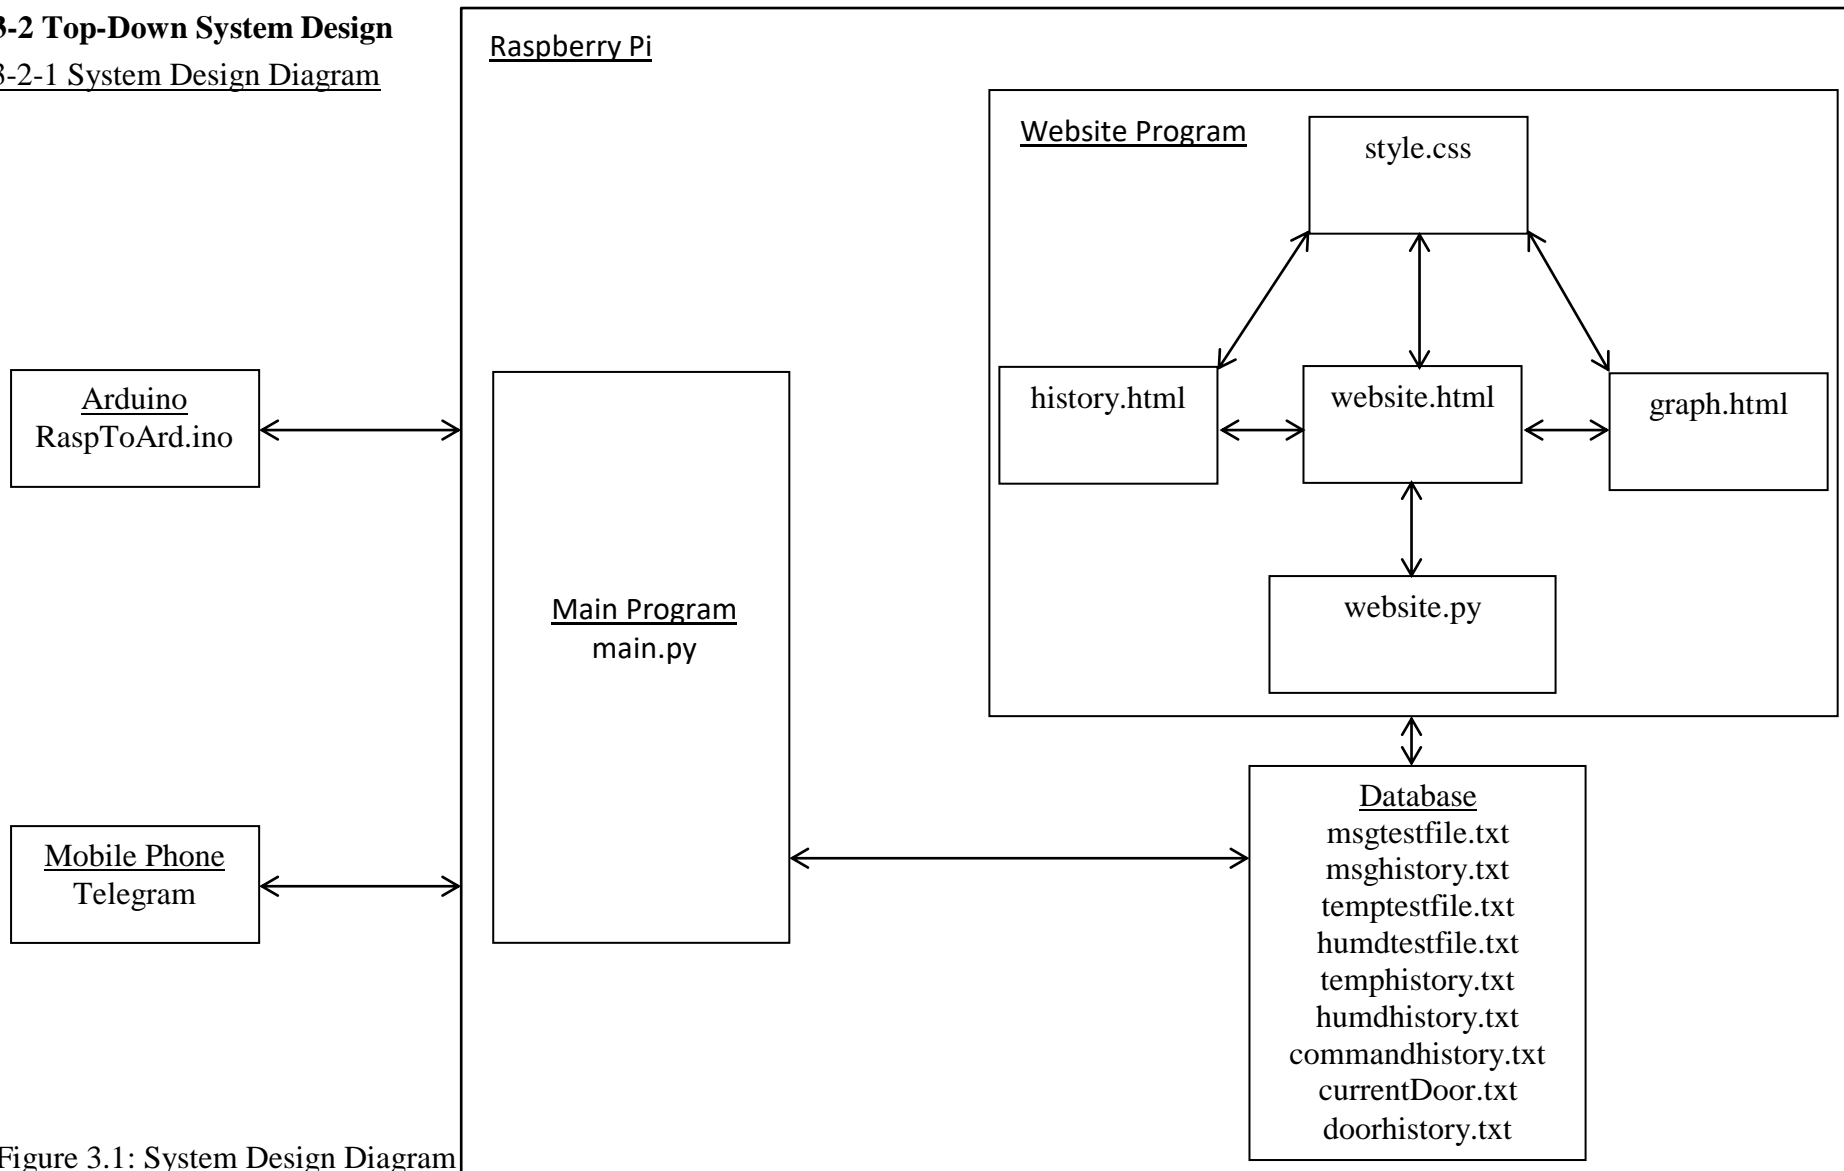 3-2 Top-Down System Design
3-2-1 System Design Diagram
Raspberry Pi
Website Program
style.css
history.html
website.html
graph.html
Arduino
RaspToArd.ino
Main Program
main.py
website.py
Mobile Phone
Telegram
Database
msgtestfile.txt
msghistory.txt
temptestfile.txt
humdtestfile.txt
temphistory.txt
humdhistory.txt
commandhistory.txt
currentDoor.txt
doorhistory.txt
Figure 3.1: System Design Diagram